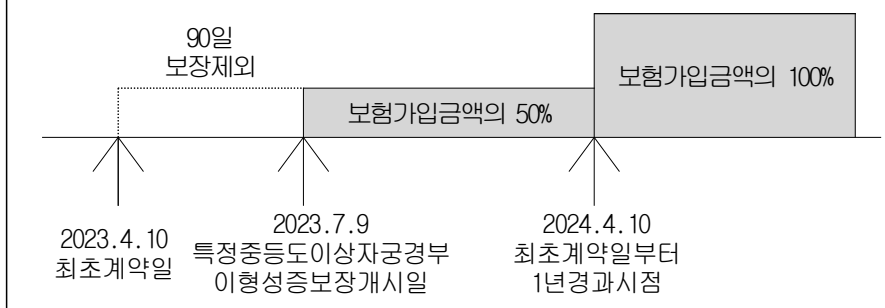 90일
보장제외
보험가입금액의 50%
보험가입금액의 100%
2023.4.10
최초계약일
2023.7.9
특정중등도이상자궁경부
이형성증보장개시일
2024.4.10
최초계약일부터
1년경과시점